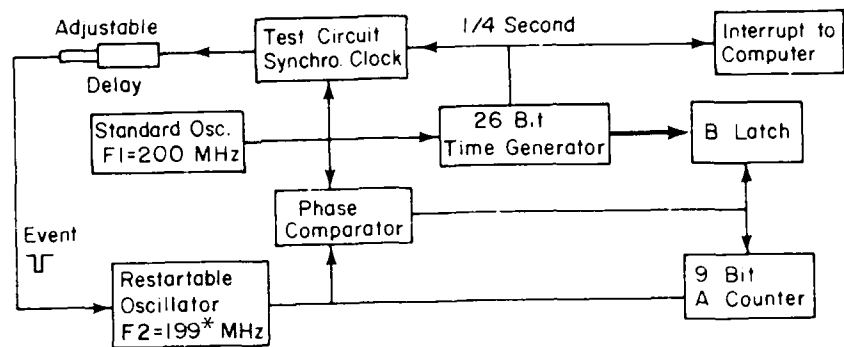 Adjustable
Delay
Test Circuit
Synchro. Clock
1/4 Second
Interrupt to
Computer
Standard Osc.
F1=200 MHz
26 Bit
Time Generator
B Latch
Phase
Comparator
Event
Restartable
Oscillator
F2=199* MHz
9 Bit
A Counter